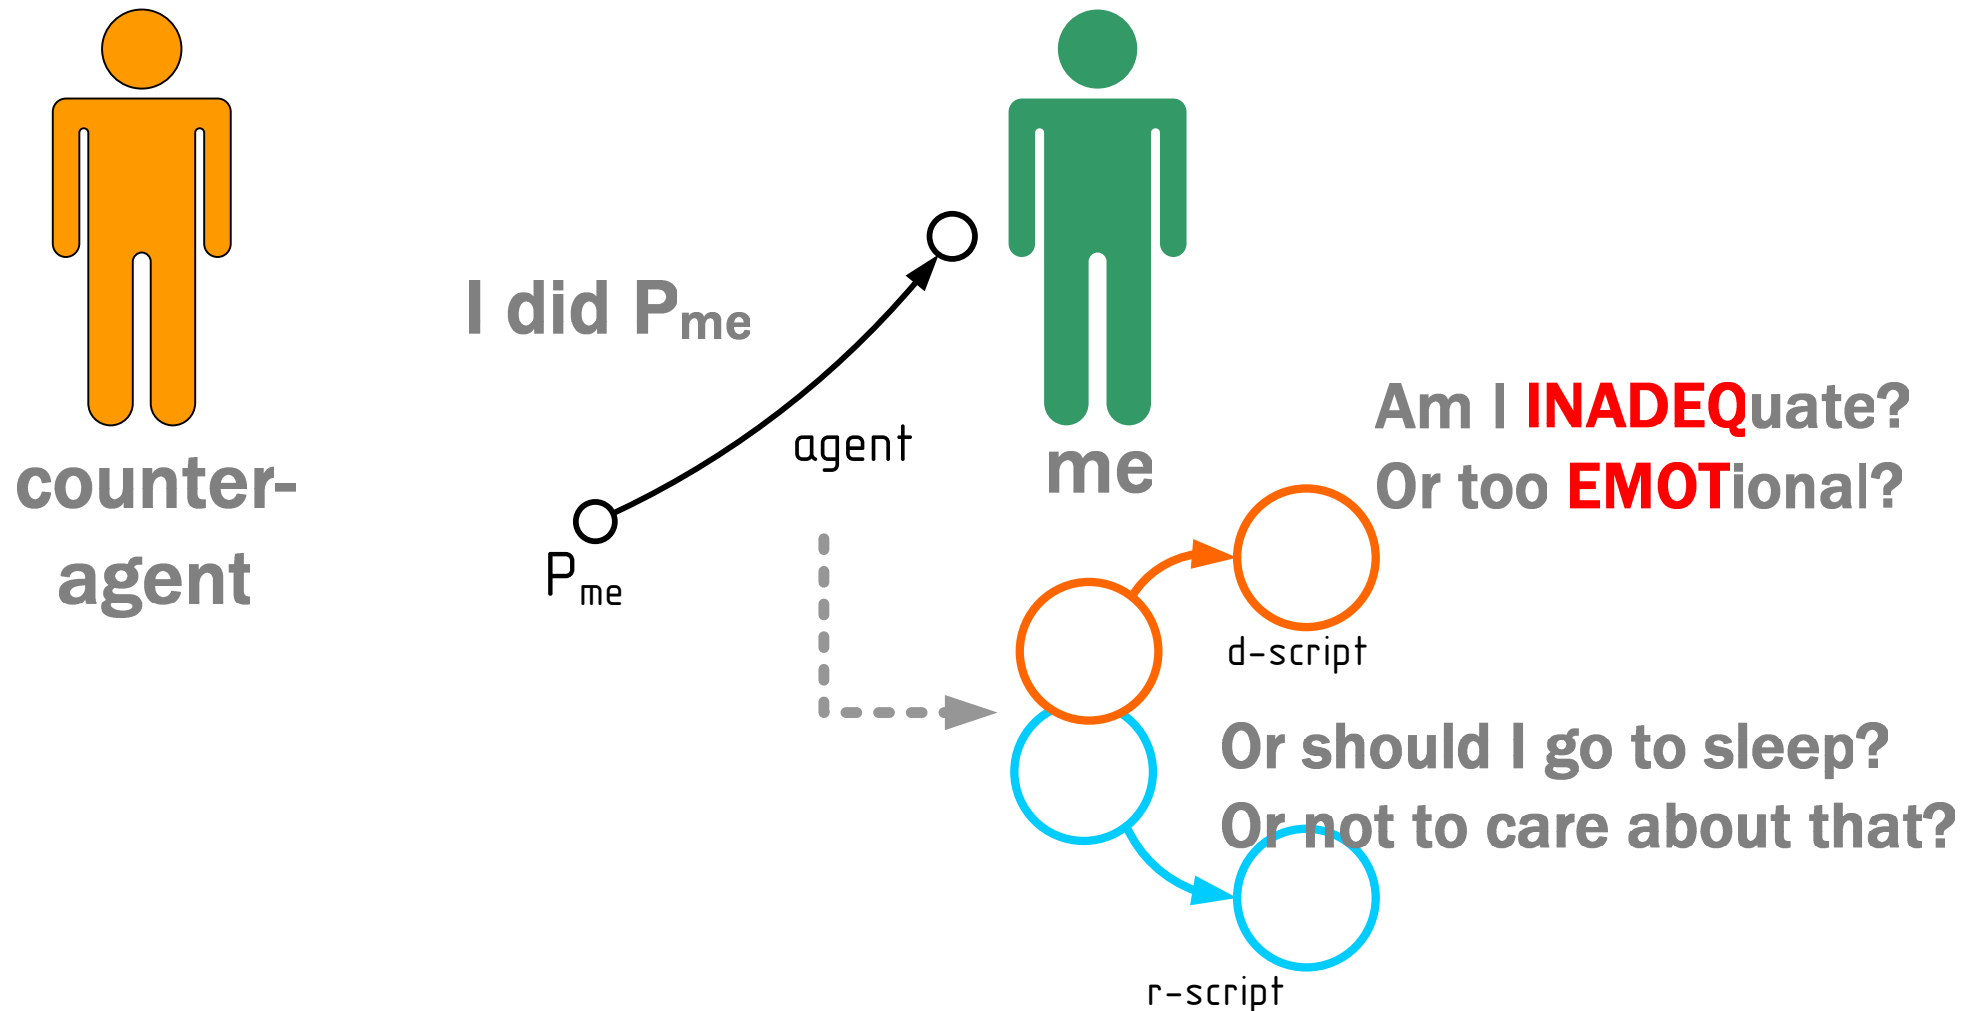 I did Pme
agent
Pme
counter-
agent
me
Am I INADEQuate?
Or too EMOTional?
d-script
Or should I go to sleep?
Or not to care about that?
r-script